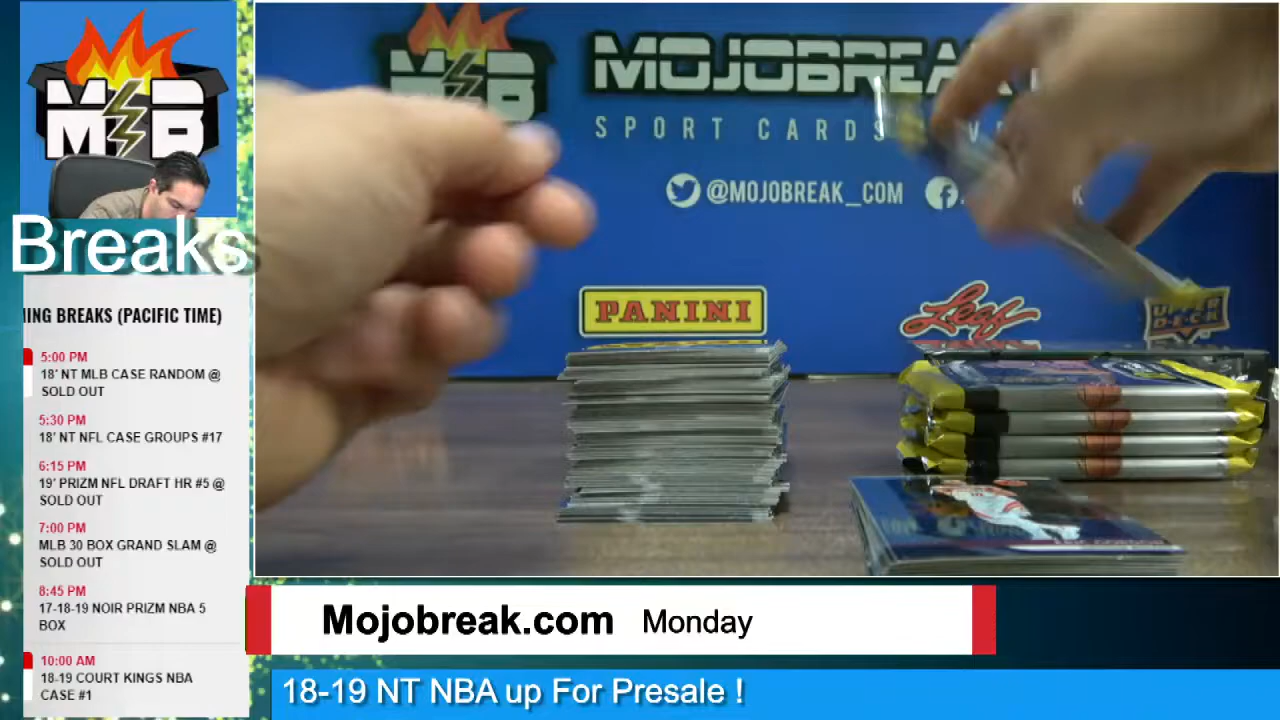 M B
Breaks
ING BREAKS (PACIFIC TIME)
5:00 PM
18' NT MLB CASE RANDOM @
SOLD OUT
5:30 PM
18' NT NFL CASE GROUPS #17
6:15 PM
19' PRIZM NFL DRAFT HR #5 @
SOLD OUT
7:00 PM
MLB 30 BOX GRAND SLAM @
SOLD OUT
8:45 PM
17-18-19 NOIR PRIZM NBA 5
BOX
10:00 AM
18-19 COURT KINGS NBA
CASE #1
M B
MOJOBREA
SPORT CARDS
@MOJOBREAK_COM
PANINI
Leaf
UPPER
DECK
Mojobreak.com Monday
18-19 NT NBA up For Presale !